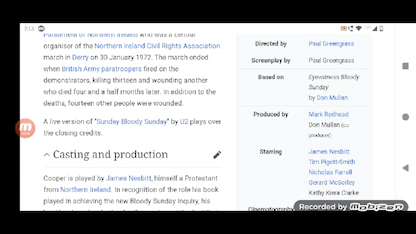 7:13
Parliament of Northern Ireland who was a central
organiser of the Northern Ireland Civil Rights Association
march in Derry on 30 January 1972. The march ended
when British Army paratroopers fired on the
demonstrators, killing thirteen and wounding another
who died four and a half months later. In addition to the
deaths, fourteen other people were wounded.
A live version of "Sunday Bloody Sunday" by U2 plays over
the closing credits.
Casting and production
Cooper is played by James Nesbitt, himself a Protestant
from Northern Ireland. In recognition of the role his book
played in achieving the new Bloody Sunday Inquiry, his
Directed by Paul Greengrass
Screenplay by Paul Greengrass
Based on Eyewitness Bloody
Sunday
by Don Mullan
Produced by Mark Redhead
Don Mullan (co
producer)
Starring James Nesbitt
Tim Pigott-Smith
Nicholas Farrell
Gerard McSorley
Kathy Kiera Clarke
Cinematography
Recorded by Mobizen